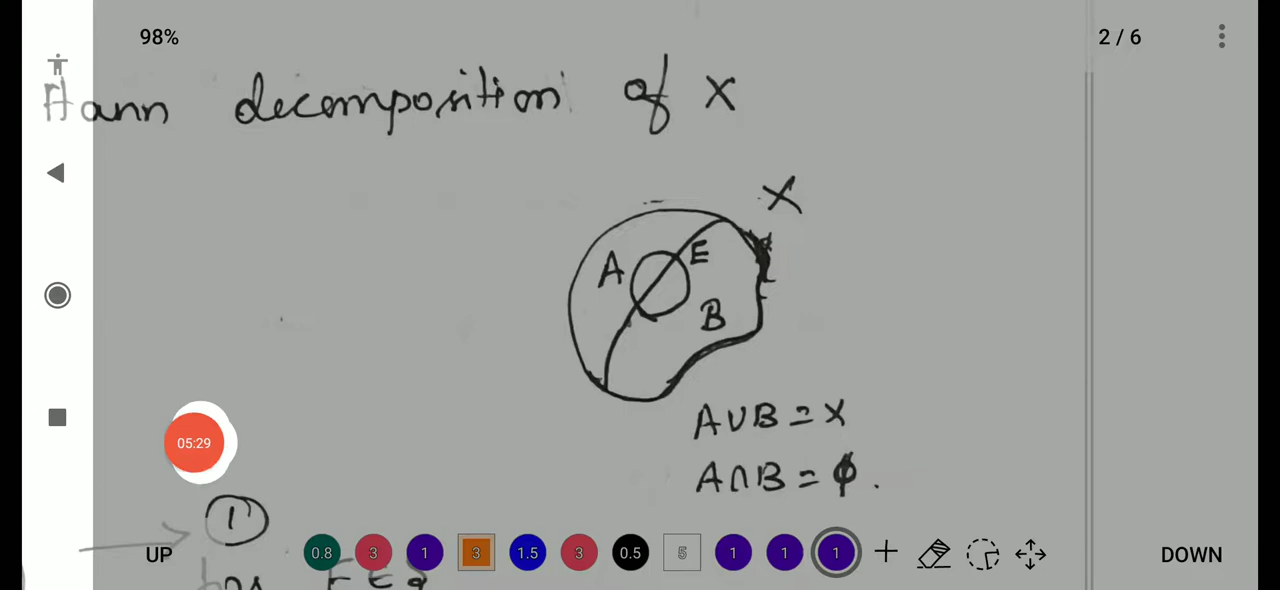 98%
2 / 6
Hann decomposition of X
X
A
E
B
A∪B = X
05:29
A∩B = ϕ.
①
UP
0.8 3 1 3 1.5 3 0.5 5 1 1 1
DOWN